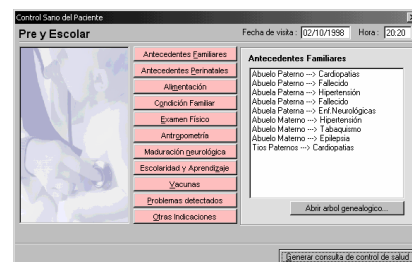 Control Sano del Paciente
Pre y Escolar
Fecha de visita : 02/10/1998 Hora : 20:20
Antecedentes Familiares
Antecedentes Perinatales
Alimentación
Condición Familiar
Examen Físico
Antropometría
Maduración neurológica
Escolaridad y Aprendizaje
Vacunas
Problemas detectados
Otras Indicaciones
Antecedentes Familiares
Abuelo Paterno ---> Cardiopatias
Abuelo Paterno ---> Fallecido
Abuela Paterna ---> Hipertensión
Abuela Paterna ---> Fallecido
Abuela Paterna ---> Enf.Neurológicas
Abuelo Materno ---> Hipertensión
Abuelo Materno ---> Tabaquismo
Abuelo Materno ---> Epilepsia
Tios Paternos ---> Cardiopatias
Abrir arbol genealogico...
Generar consulta de control de salud